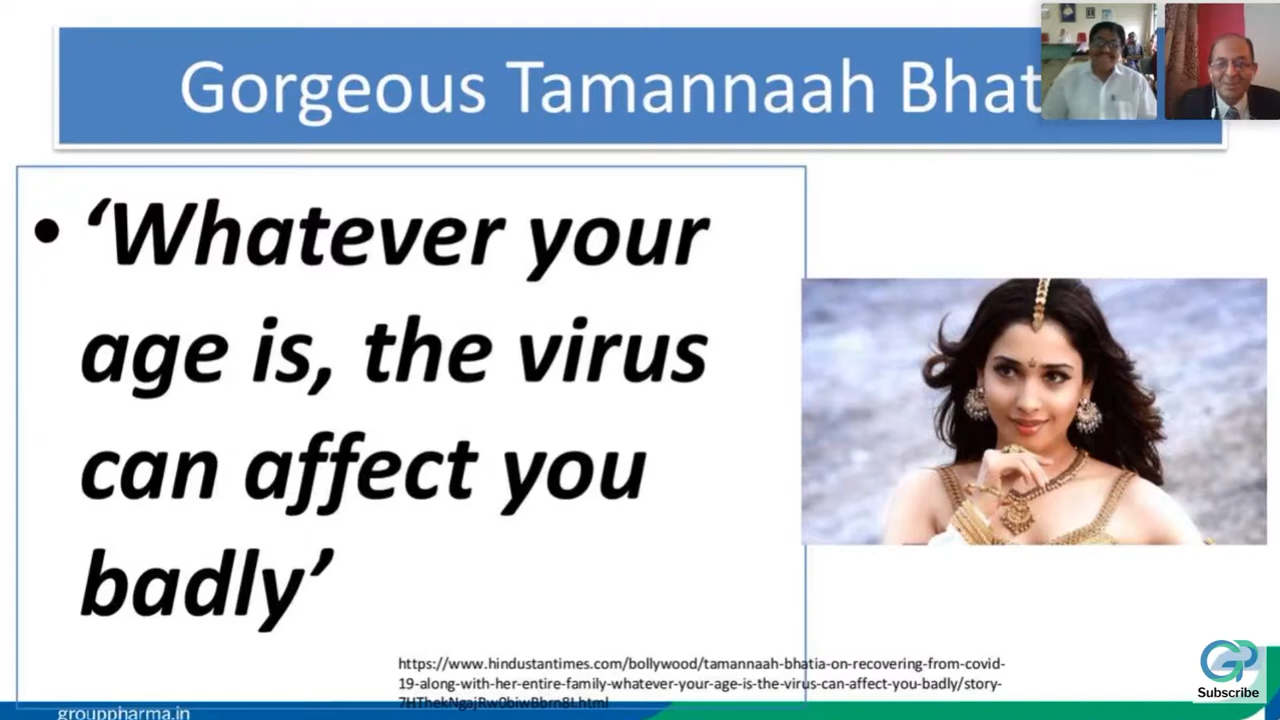 Gorgeous Tamannaah Bhat
• ‘Whatever your
age is, the virus
can affect you
badly’
https://www.hindustantimes.com/bollywood/tamannaah-bhatia-on-recovering-from-covid-
19-along-with-her-entire-family-whatever-your-age-is-the-virus-can-affect-you-badly/story-
GP
Subscribe
grouppharma.in